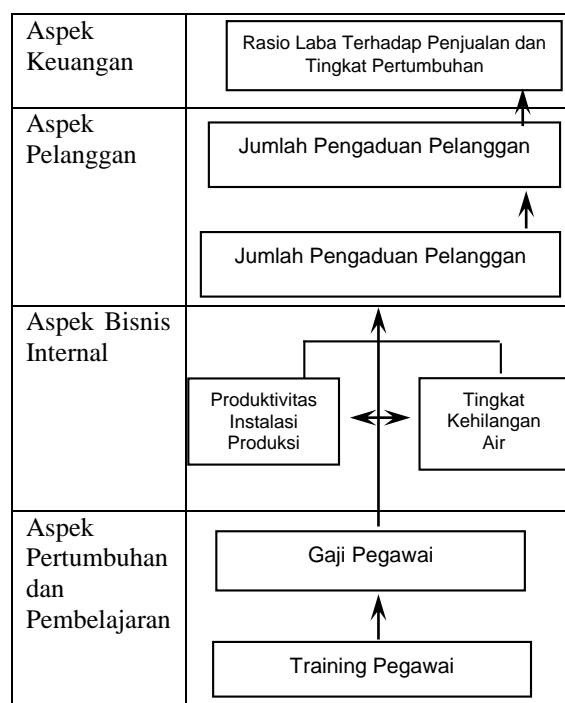 Aspek
Keuangan
Rasio Laba Terhadap Penjualan dan
Tingkat Pertumbuhan
Aspek
Pelanggan
Jumlah Pengaduan Pelanggan
Jumlah Pengaduan Pelanggan
Aspek Bisnis
Internal
Produktivitas
Instalasi
Produksi
Tingkat
Kehilangan
Air
Aspek
Pertumbuhan
dan
Pembelajaran
Gaji Pegawai
Training Pegawai